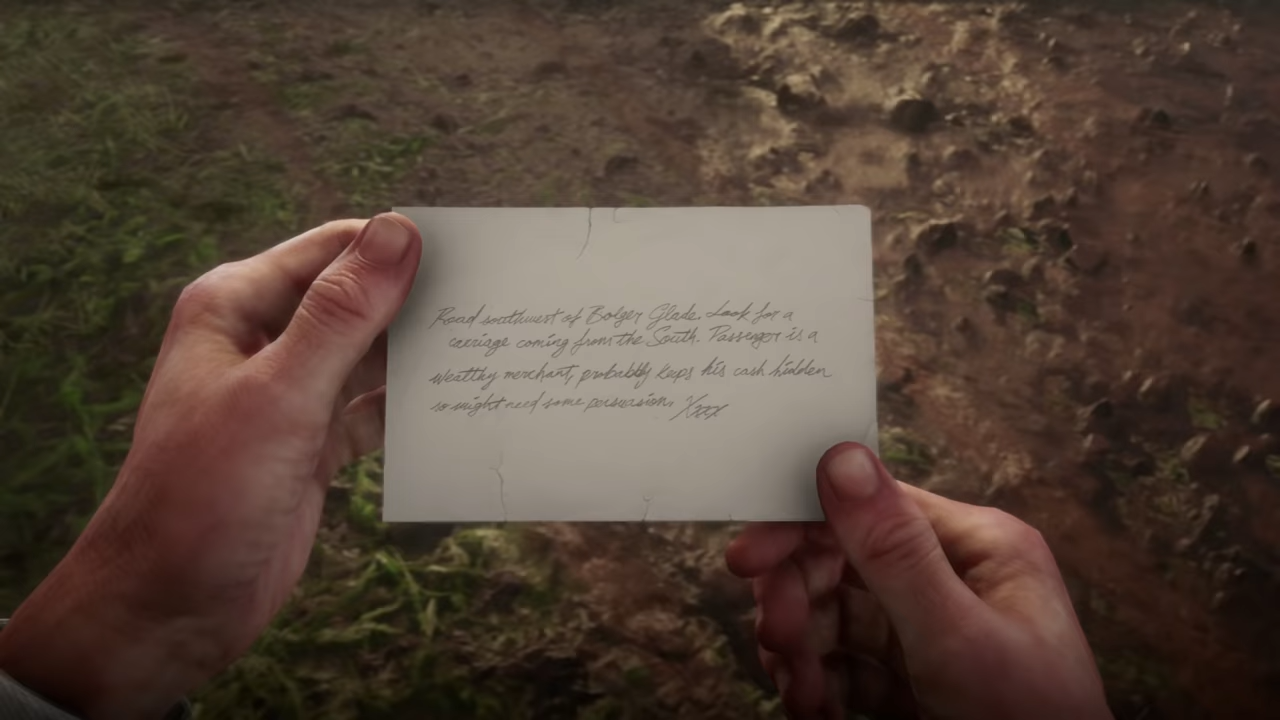 Road southwest of Bolger Glade. Look for a
carriage coming from the South. Passenger is a
wealthy merchant, probably keeps his cash hidden
so might need some persuasion. Xxxx